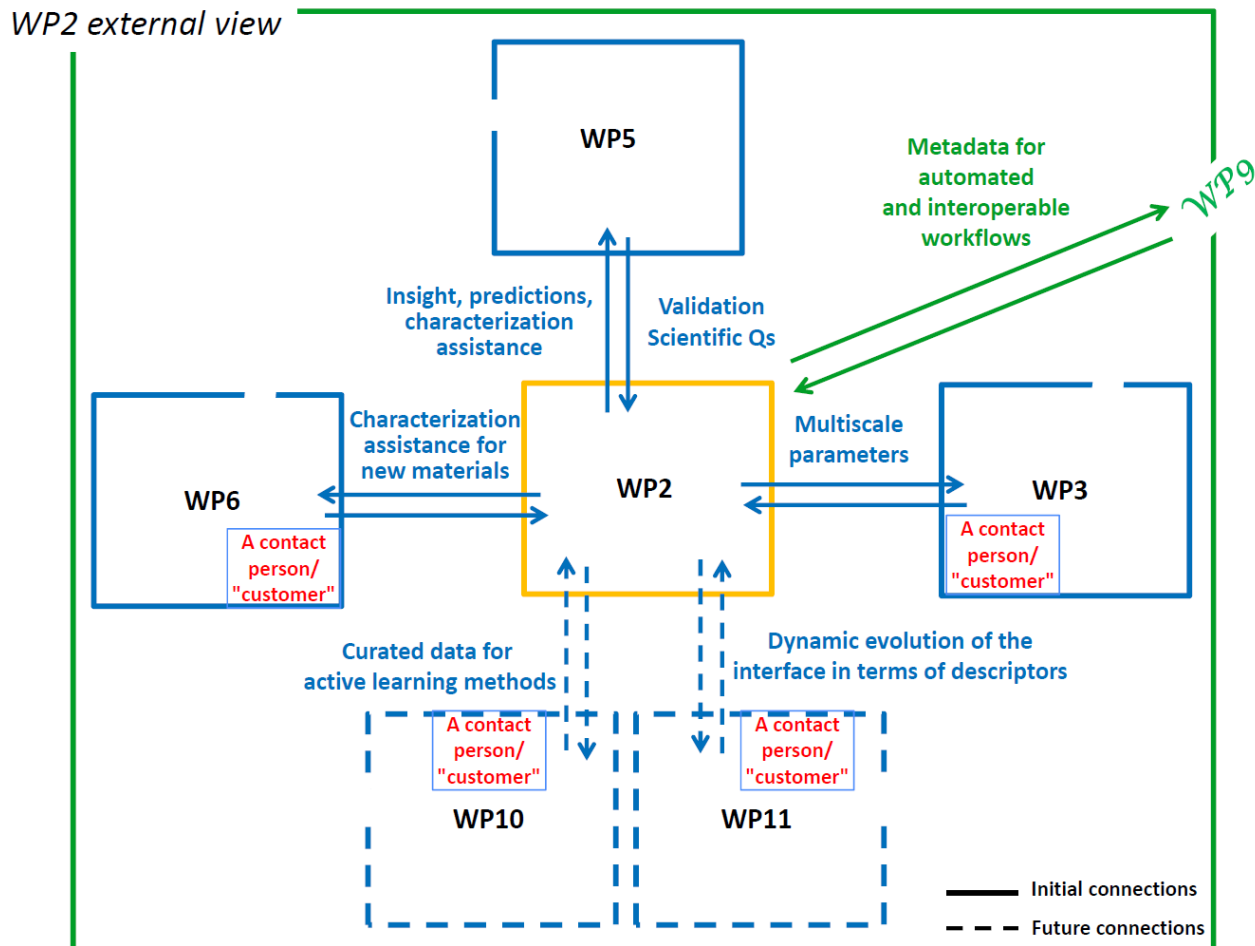 WP2 external view
WP5
Metadata for
automated
and interoperable
workflows
WP9
Insight, predictions,
characterization
assistance
Validation
Scientific Qs
Characterization
assistance for
new materials
Multiscale
parameters
WP6
WP2
WP3
A contact
person/
"customer"
A contact
person/
"customer"
Curated data for
active learning methods
Dynamic evolution of the
interface in terms of descriptors
A contact
person/
"customer"
A contact
person/
"customer"
WP10
WP11
Initial connections
Future connections